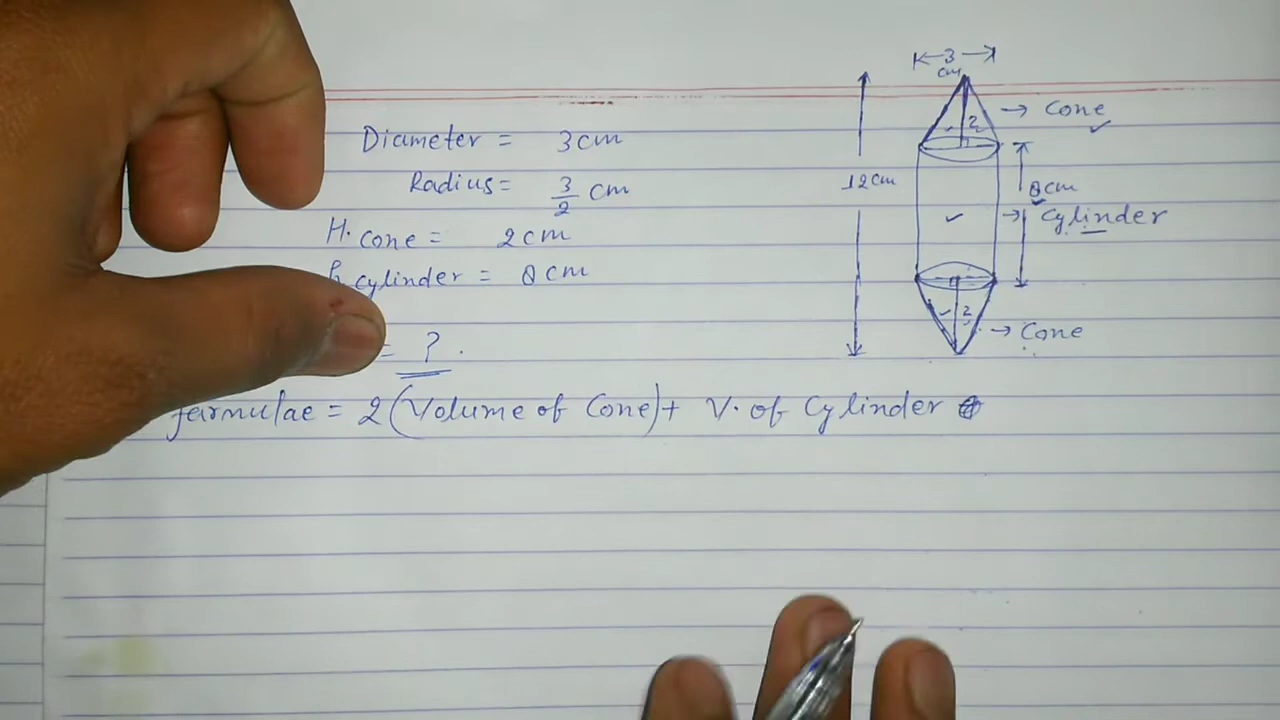 Diameter = 3cm
Radius = 3/2 cm
H. cone = 2cm
h cylinder = 8cm
= ?
farmulae = 2 (Volume of Cone) + V. of Cylinder
3
cm
→ Cone
2
12cm
8cm
→ Cylinder
2
→ Cone